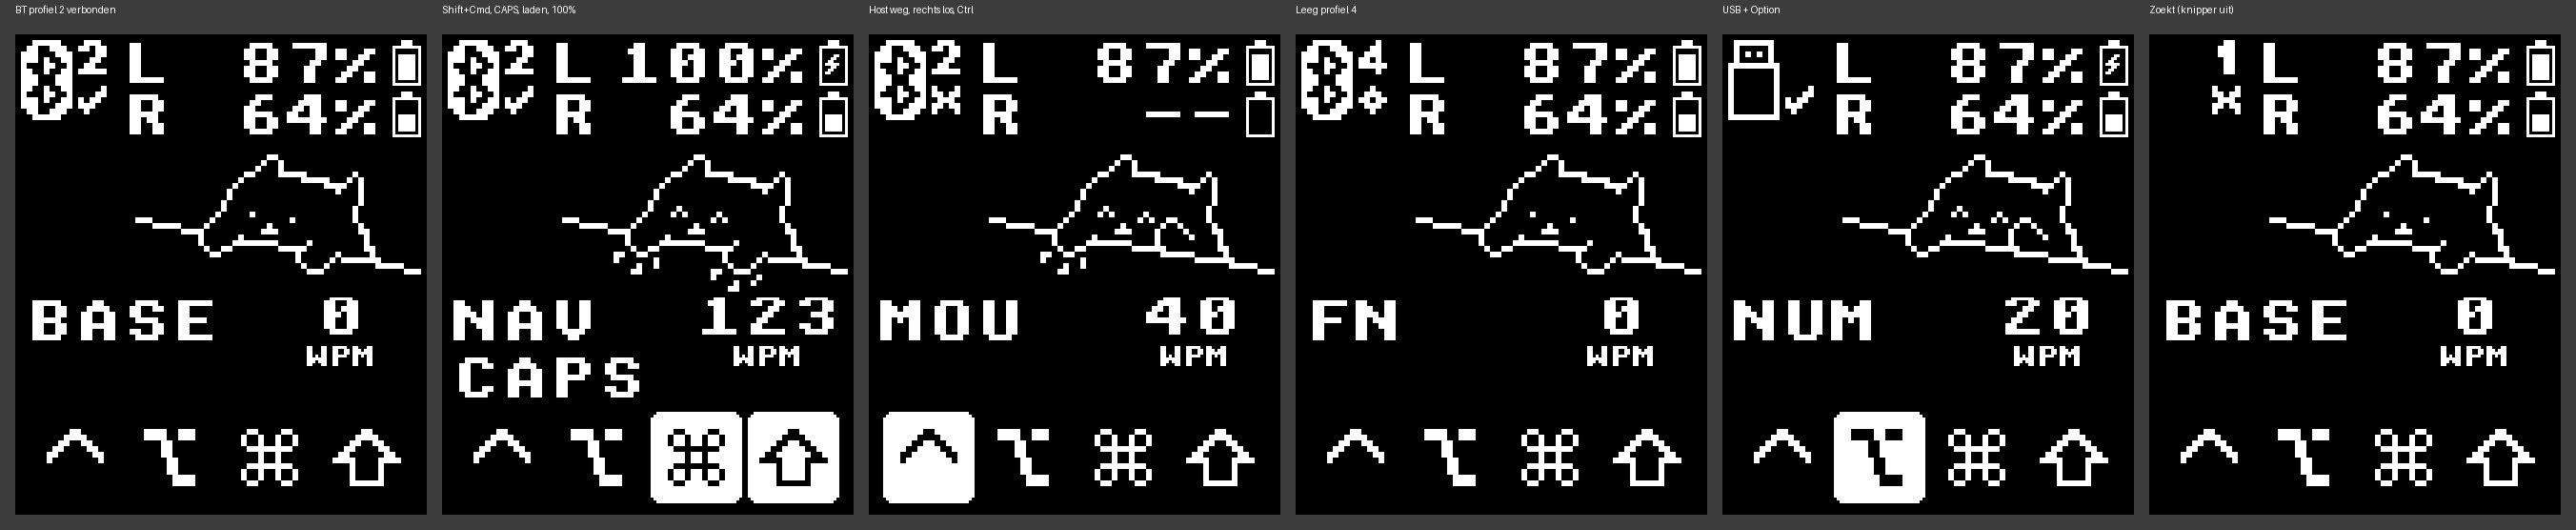 BT profiel 2 verbonden
2 L 87%
R 64%
BASE 0
WPM
Shift+Cmd, CAPS, laden, 100%
2 L 100%
R 64%
NAV 123
WPM
CAPS
Host weg, rechts los, Ctrl
2 L 87%
R --
MOU 40
WPM
Leeg profiel 4
4 L 87%
R 64%
FN 0
WPM
USB + Option
L 87%
R 64%
NUM 20
WPM
Zoekt (knipper uit)
1 L 87%
R 64%
BASE 0
WPM